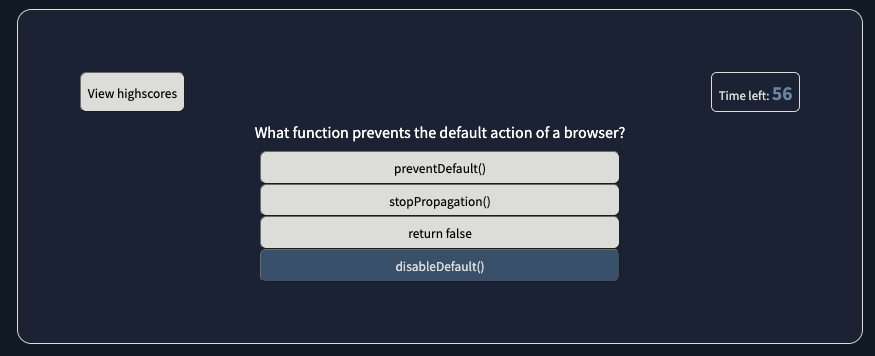 View highscores
Time left: 56
What function prevents the default action of a browser?
preventDefault()
stopPropagation()
return false
disableDefault()